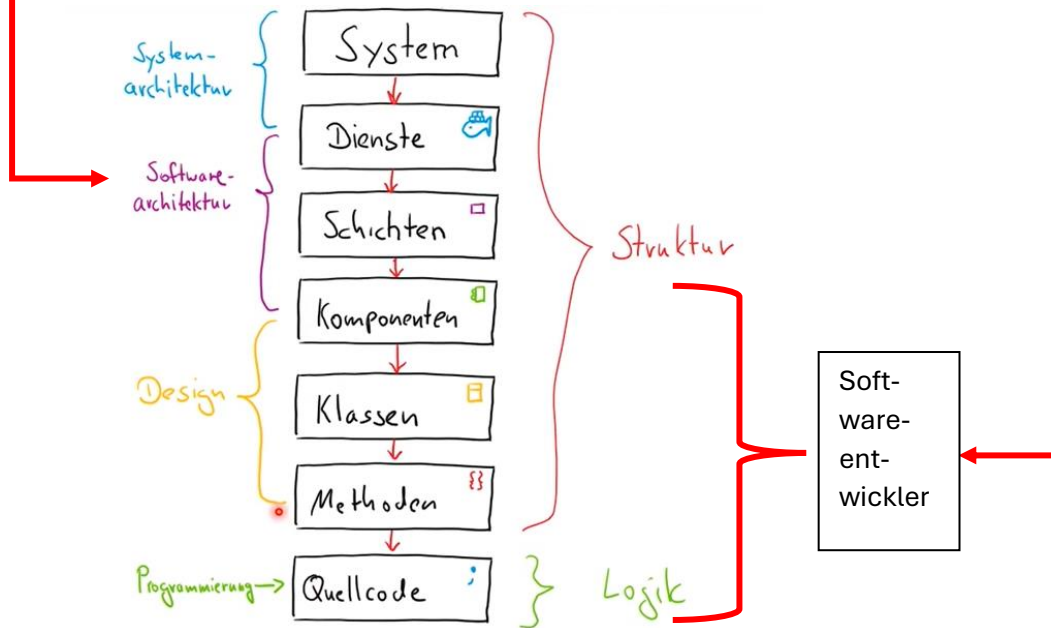 System
System-
architektur
Dienste
Software-
architektur
Schichten
Struktur
Komponenten
Design
Klassen
Soft-
ware-
ent-
wickler
Methoden
{}
Programmierung
Quellcode
;
Logik